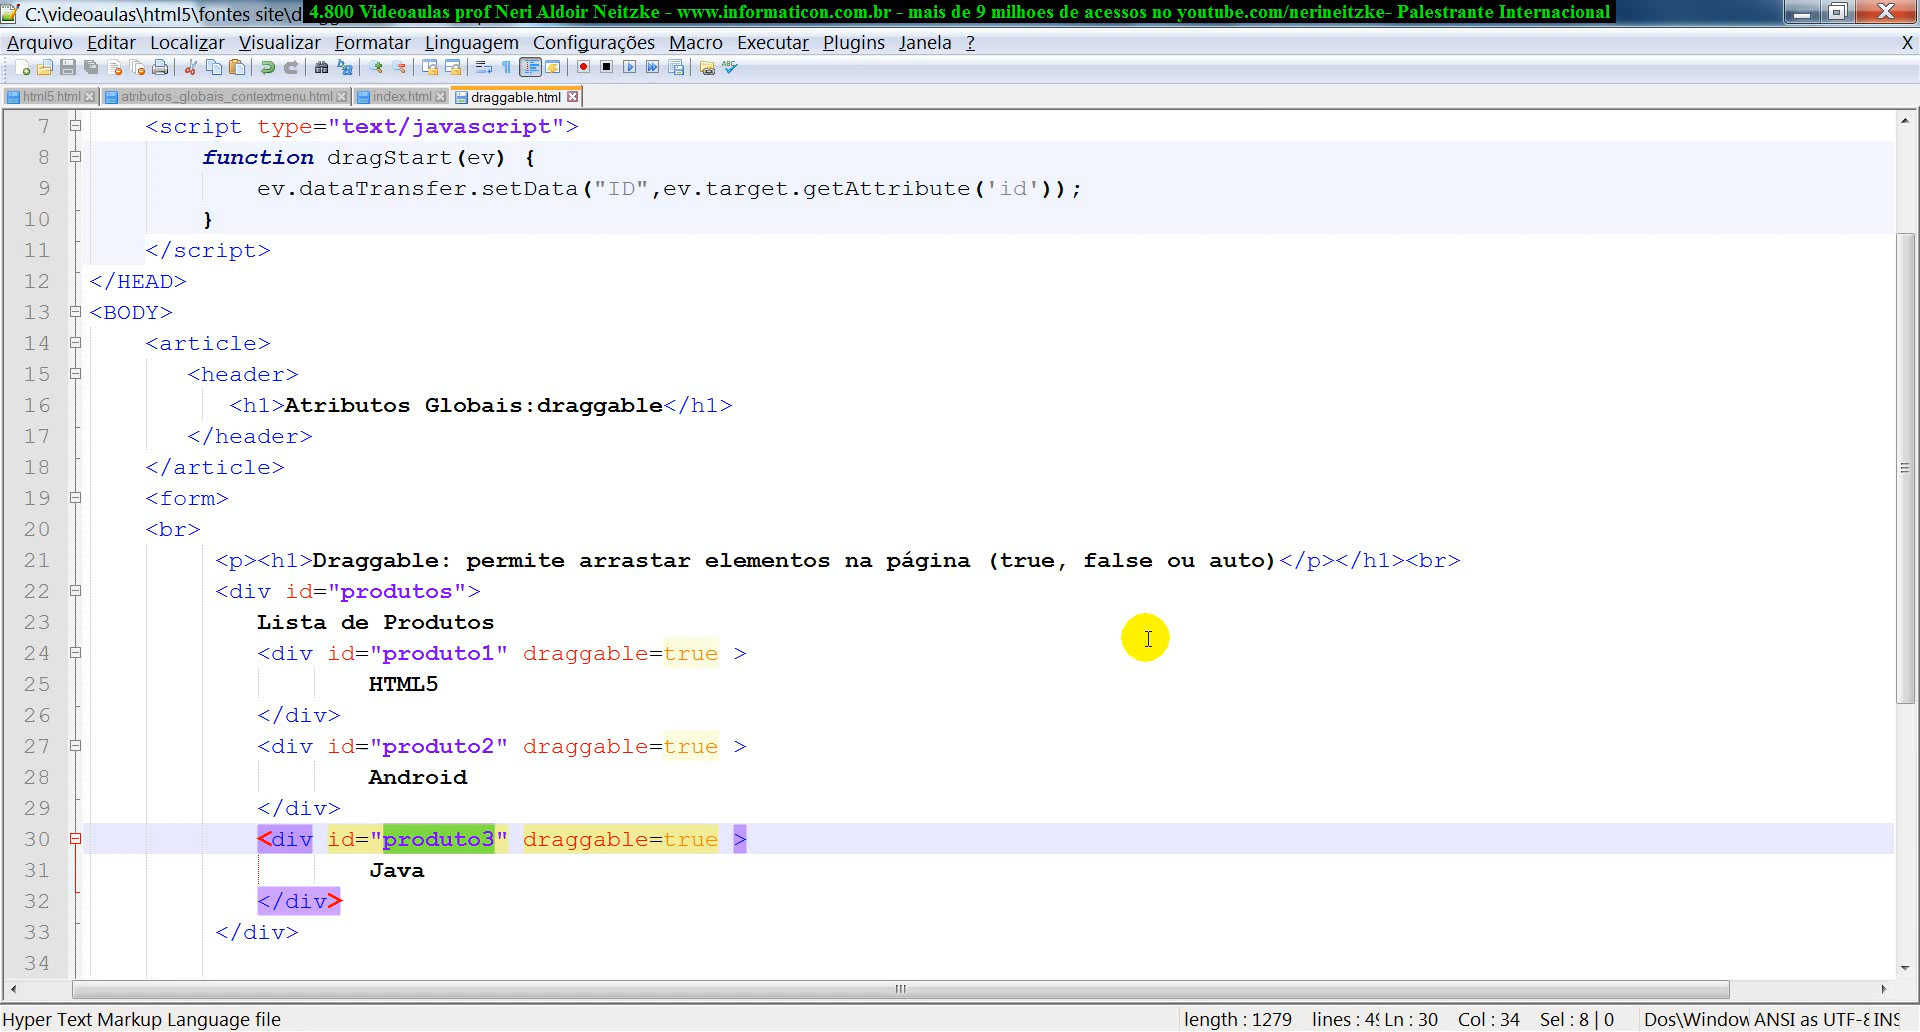 C:\videoaulas\html5\fontes site\d 4.800 Videoaulas prof Neri Aldoir Neitzke - www.informaticon.com.br - mais de 9 milhoes de acessos no youtube.com/nerineitzke- Palestrante Internacional
Arquivo Editar Localizar Visualizar Formatar Linguagem Configurações Macro Executar Plugins Janela ? X
html5.html atributos_globais_contextmenu.html index.html draggable.html
7 <script type="text/javascript">
8 function dragStart(ev) {
9 ev.dataTransfer.setData("ID",ev.target.getAttribute('id'));
10 }
11 </script>
12 </HEAD>
13 <BODY>
14 <article>
15 <header>
16 <h1>Atributos Globais:draggable</h1>
17 </header>
18 </article>
19 <form>
20 <br>
21 <p><h1>Draggable: permite arrastar elementos na página (true, false ou auto)</p></h1><br>
22 <div id="produtos">
23 Lista de Produtos
24 <div id="produto1" draggable=true >
25 HTML5
26 </div>
27 <div id="produto2" draggable=true >
28 Android
29 </div>
30 <div id="produto3" draggable=true >
31 Java
32 </div>
33 </div>
34
Hyper Text Markup Language file length : 1279 lines : 49 Ln : 30 Col : 34 Sel : 8 | 0 Dos\Window ANSI as UTF-8 INS